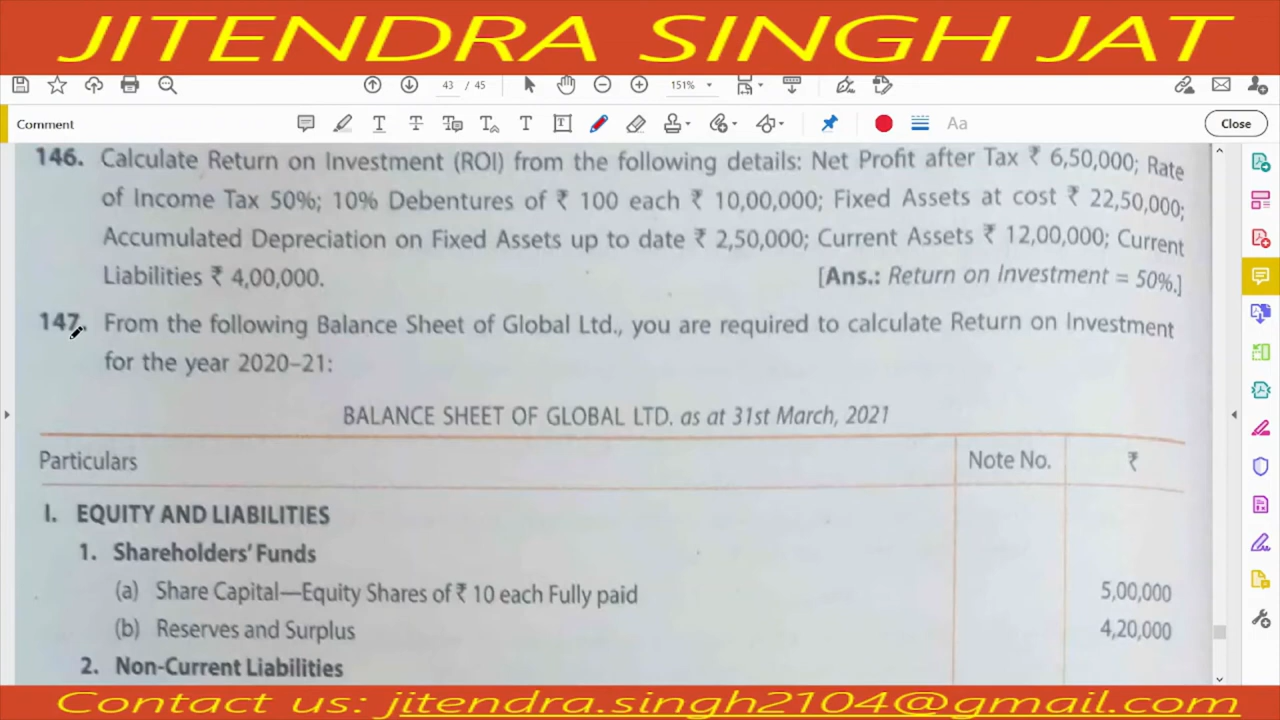 JITENDRA SINGH JAT
43 / 45
151%
Comment
Close
146. Calculate Return on Investment (ROI) from the following details: Net Profit after Tax ₹ 6,50,000; Rate
of Income Tax 50%; 10% Debentures of ₹ 100 each ₹ 10,00,000; Fixed Assets at cost ₹ 22,50,000;
Accumulated Depreciation on Fixed Assets up to date ₹ 2,50,000; Current Assets ₹ 12,00,000; Current
Liabilities ₹ 4,00,000. [Ans.: Return on Investment = 50%.]
147. From the following Balance Sheet of Global Ltd., you are required to calculate Return on Investment
for the year 2020–21:
BALANCE SHEET OF GLOBAL LTD. as at 31st March, 2021
Particulars Note No. ₹
I. EQUITY AND LIABILITIES
1. Shareholders' Funds
(a) Share Capital—Equity Shares of ₹ 10 each Fully paid 5,00,000
(b) Reserves and Surplus 4,20,000
2. Non-Current Liabilities
Contact us: jitendra.singh2104@gmail.com